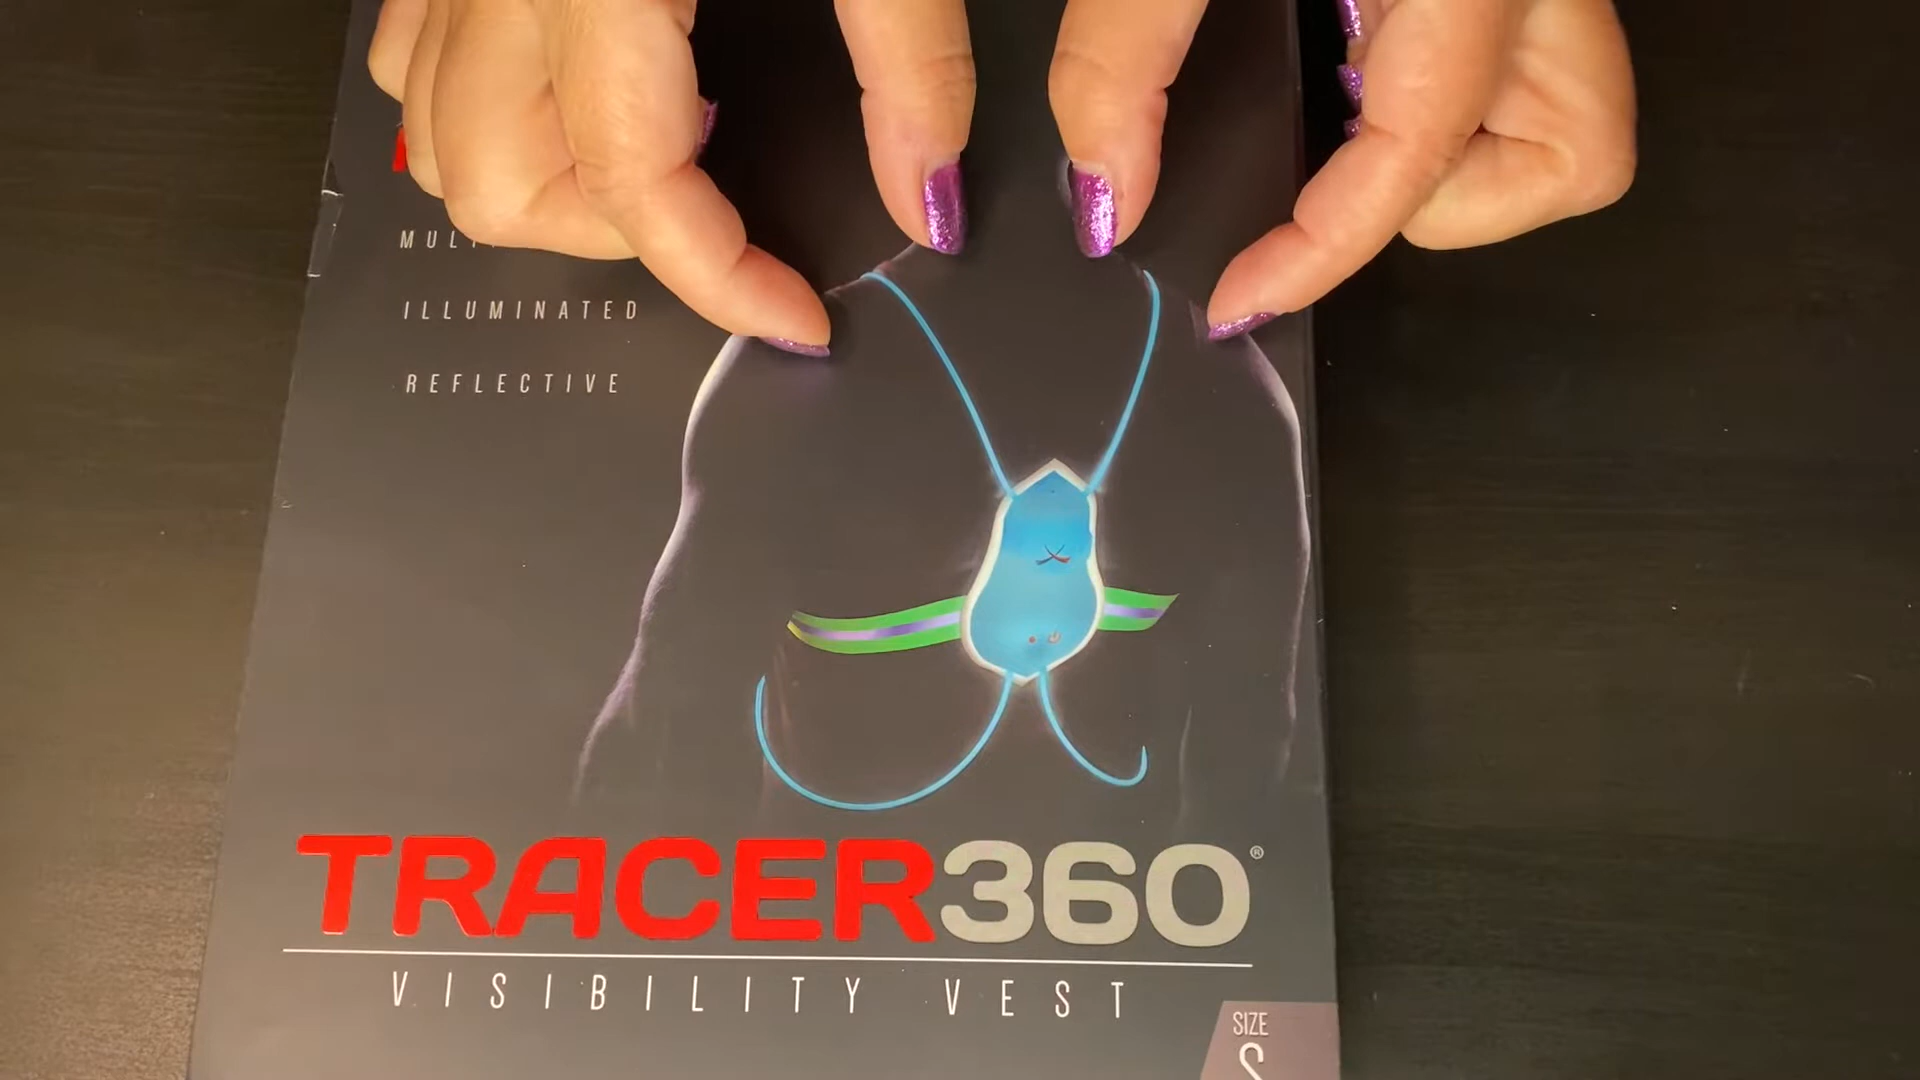 ILLUMINATED
REFLECTIVE
TRACER360®
VISIBILITY VEST
SIZE
S